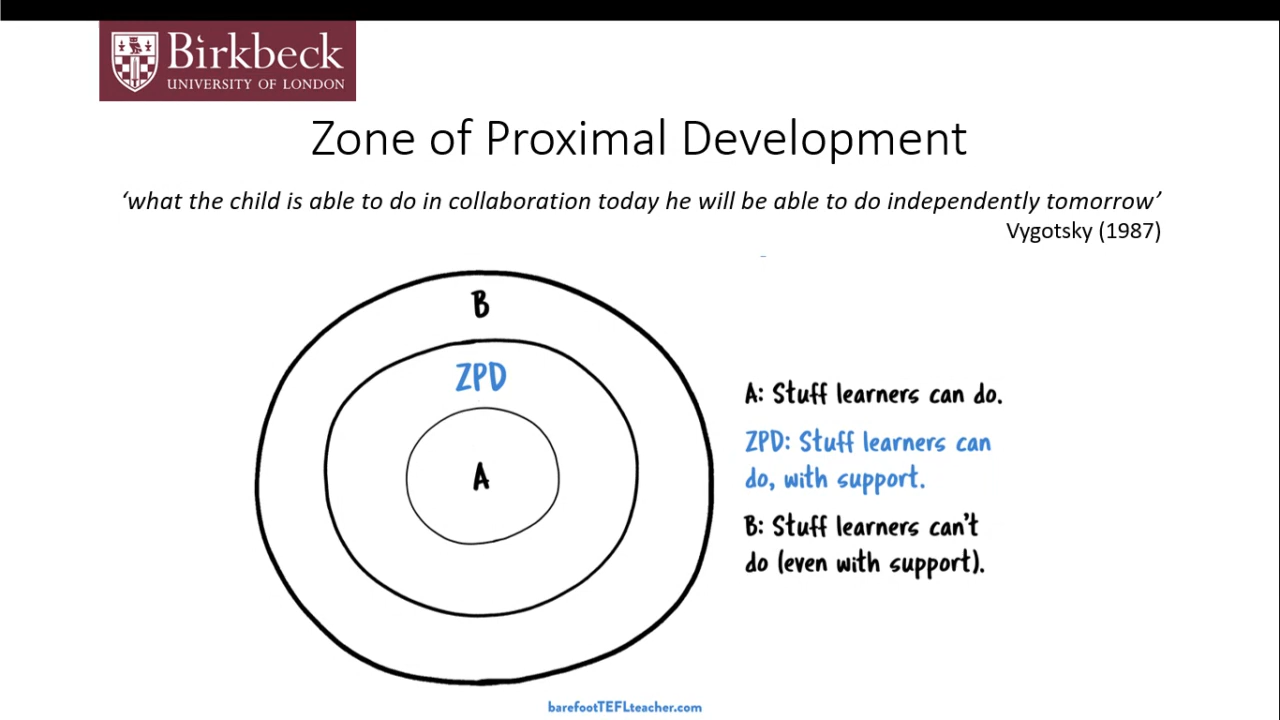 Birkbeck
UNIVERSITY OF LONDON
Zone of Proximal Development
‘what the child is able to do in collaboration today he will be able to do independently tomorrow’
Vygotsky (1987)
B
ZPD
A
A: Stuff learners can do.
ZPD: Stuff learners can
do, with support.
B: Stuff learners can't
do (even with support).
barefootTEFLteacher.com